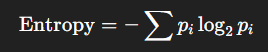 Entropy = − ∑ pᵢ log₂ pᵢ